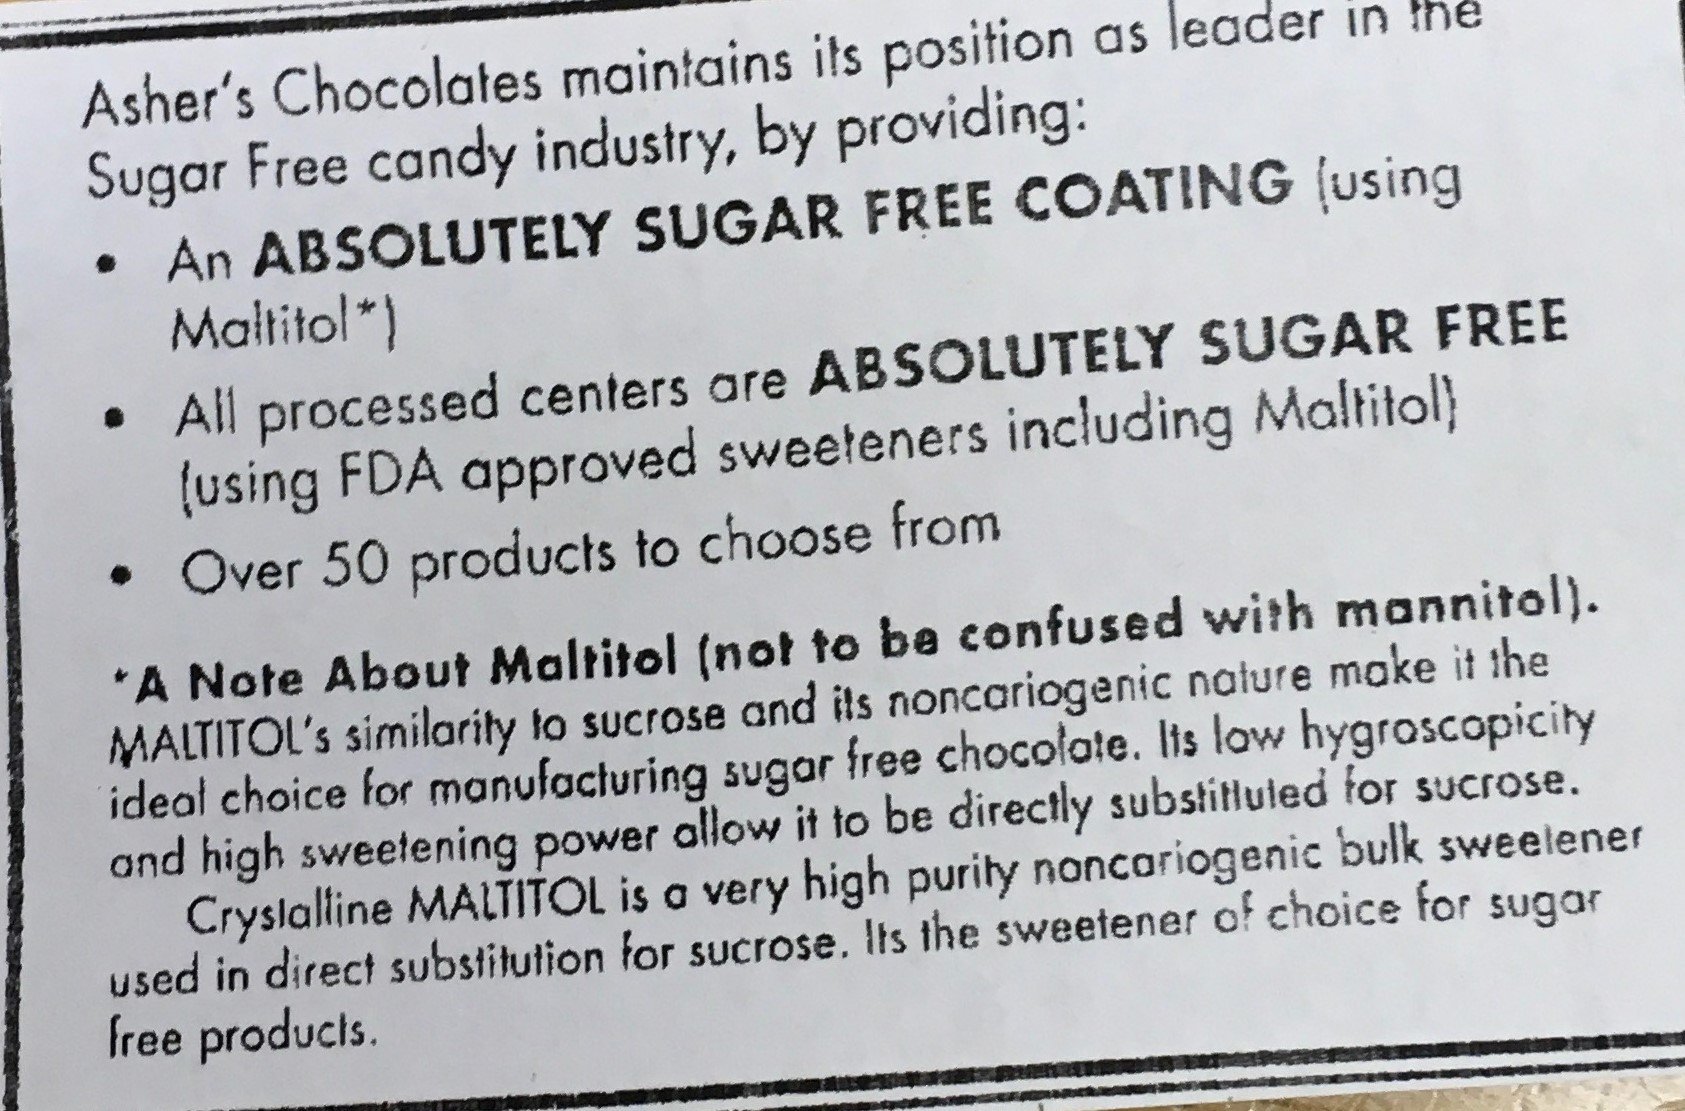 Asher's Chocolates maintains its position as leader in the
Sugar Free candy industry, by providing:
• An ABSOLUTELY SUGAR FREE COATING (using
Maltitol*)
• All processed centers are ABSOLUTELY SUGAR FREE
(using FDA approved sweeteners including Maltitol)
• Over 50 products to choose from
*A Note About Maltitol (not to be confused with mannitol).
MALTITOL's similarity to sucrose and its noncariogenic nature make it the
ideal choice for manufacturing sugar free chocolate. Its low hygroscopicity
and high sweetening power allow it to be directly substitluted for sucrose.
Crystalline MALTITOL is a very high purity noncariogenic bulk sweetener
used in direct substitution for sucrose. Its the sweetener of choice for sugar
free products.